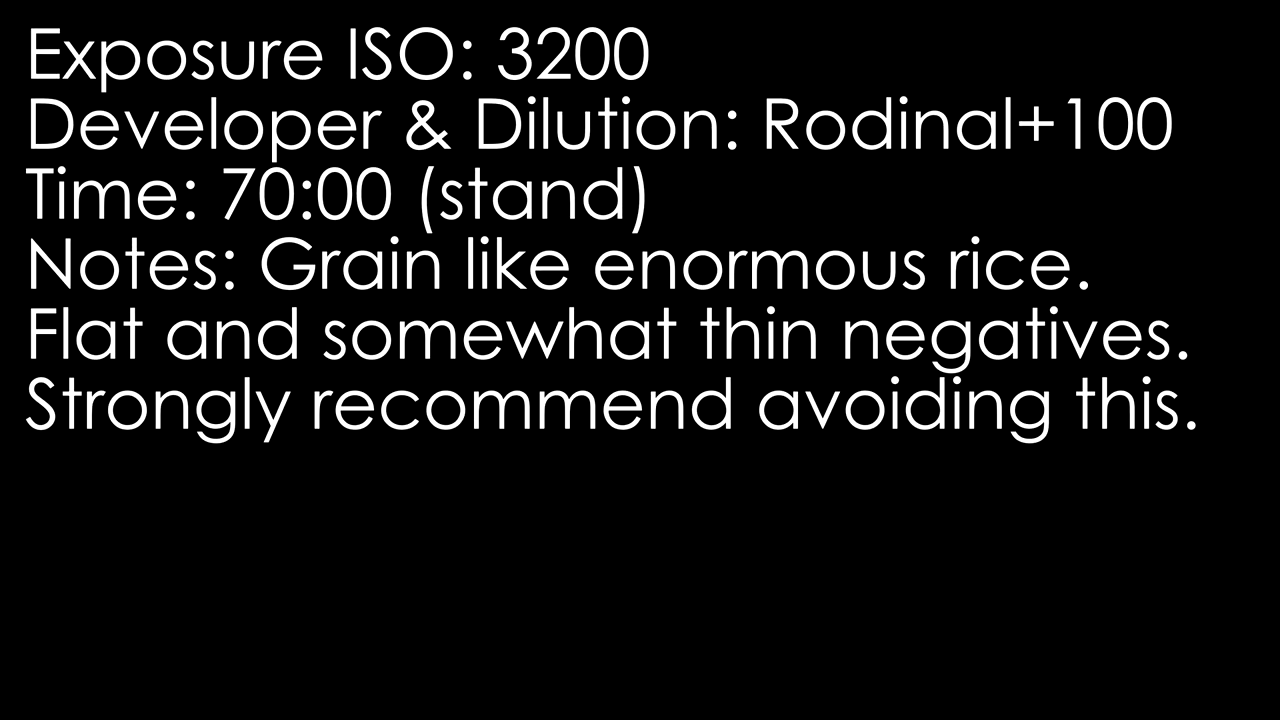 Exposure ISO: 3200
Developer & Dilution: Rodinal+100
Time: 70:00 (stand)
Notes: Grain like enormous rice.
Flat and somewhat thin negatives.
Strongly recommend avoiding this.